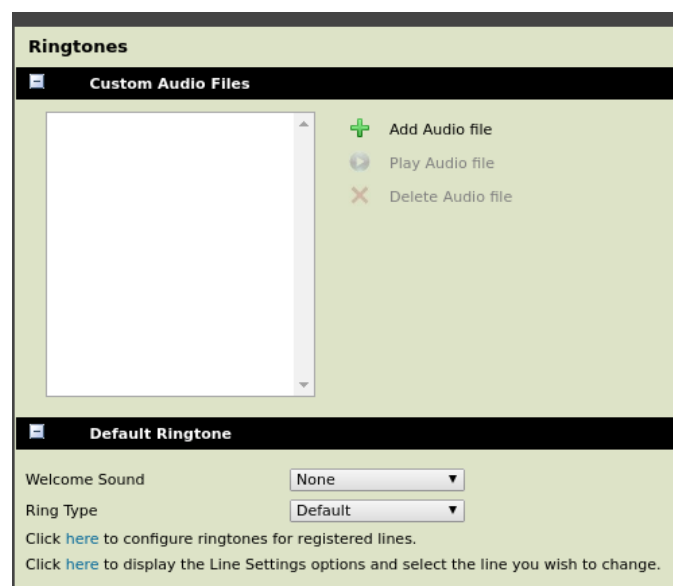 Ringtones
Custom Audio Files
Add Audio file
Play Audio file
Delete Audio file
Default Ringtone
Welcome Sound None
Ring Type Default
Click here to configure ringtones for registered lines.
Click here to display the Line Settings options and select the line you wish to change.